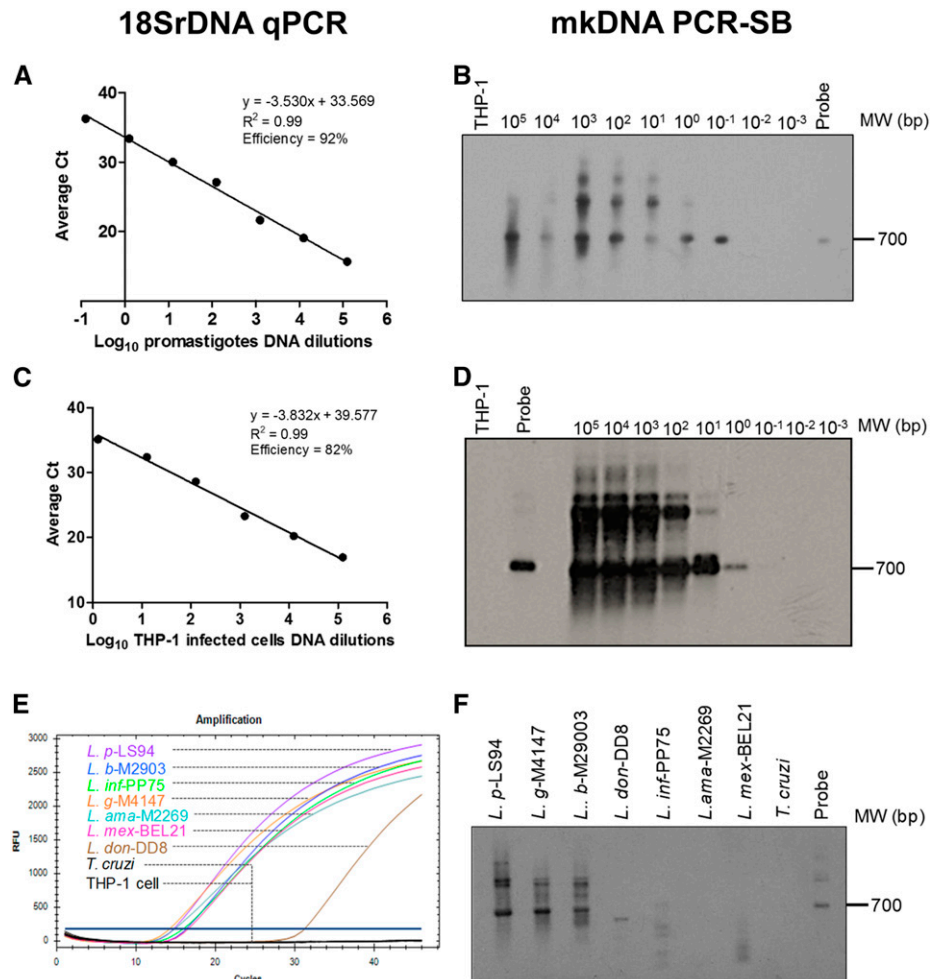 18SrDNA qPCR
mkDNA PCR-SB
A
40
30
20
Average Ct
y = -3.530x + 33.569
R² = 0.99
Efficiency = 92%
-1 0 1 2 3 4 5 6
Log₁₀ promastigotes DNA dilutions
B
THP-1
10⁵ 10⁴ 10³ 10² 10¹ 10⁰ 10⁻¹ 10⁻² 10⁻³
Probe
MW (bp)
700
C
40
30
20
10
Average Ct
y = -3.832x + 39.577
R² = 0.99
Efficiency = 82%
0 1 2 3 4 5 6
Log₁₀ THP-1 infected cells DNA dilutions
D
THP-1
Probe
10⁵ 10⁴ 10³ 10² 10¹ 10⁰ 10⁻¹ 10⁻² 10⁻³
MW (bp)
700
E
Amplification
3000
2500
2000
1500
1000
500
0
RFU
L. p-LS94
L. b-M2903
L. inf-PP75
L. g-M4147
L. ama-M2269
L. mex-BEL21
L. don-DD8
T. cruzi
THP-1 cell
0 10 20 30 40
Cycles
F
L. p-LS94
L. g-M4147
L.. b-M29003
L. don-DD8
L. inf-PP75
L.ama-M2269
L. mex-BEL21
T. cruzi
Probe
MW (bp)
700